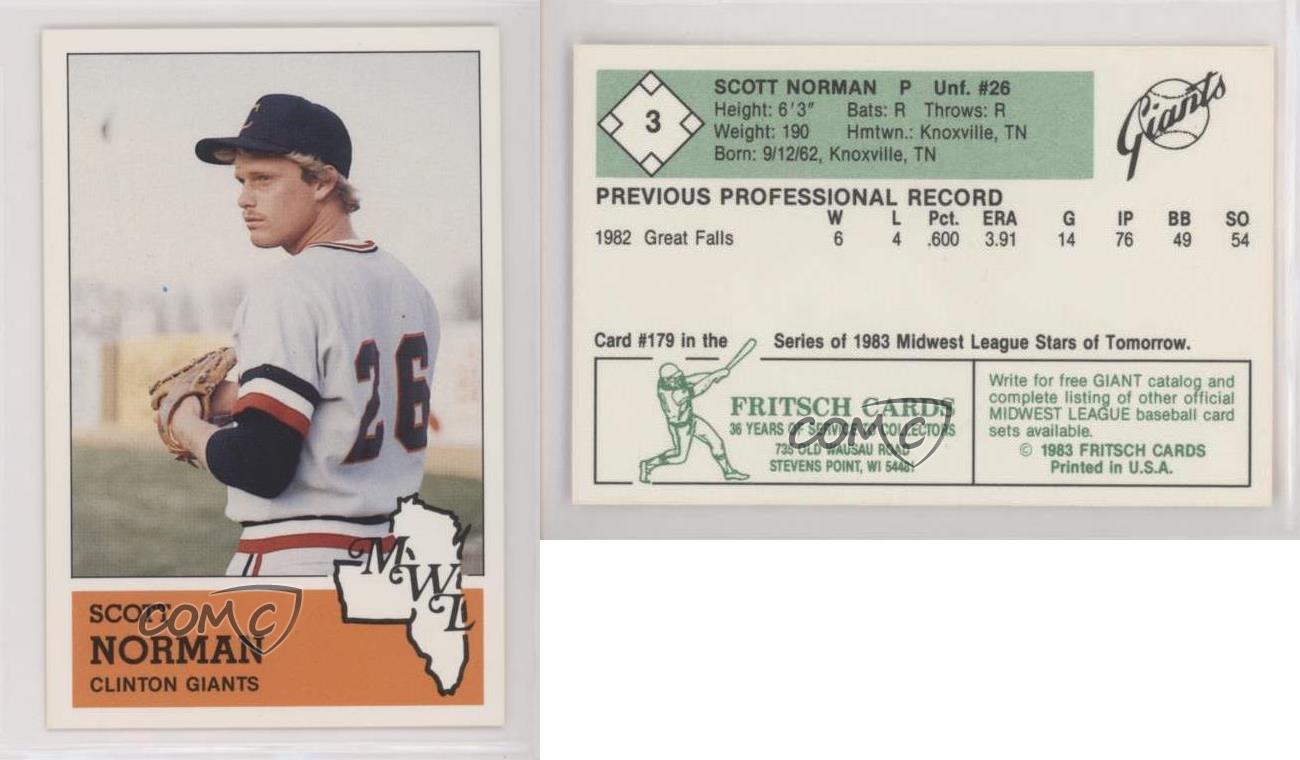 26
MWL
SCOTT
NORMAN
CLINTON GIANTS
COMC
3
SCOTT NORMAN P Unf. #26
Height: 6'3" Bats: R Throws: R
Weight: 190 Hmtwn.: Knoxville, TN
Born: 9/12/62, Knoxville, TN
Giants
PREVIOUS PROFESSIONAL RECORD
W L Pct. ERA G IP BB SO
1982 Great Falls 6 4 .600 3.91 14 76 49 54
Card #179 in the Series of 1983 Midwest League Stars of Tomorrow.
FRITSCH CARDS
36 YEARS OF SERVICE TO COLLECTORS
735 OLD WAUSAU ROAD
STEVENS POINT, WI 54481
COMC
Write for free GIANT catalog and
complete listing of other official
MIDWEST LEAGUE baseball card
sets available.
© 1983 FRITSCH CARDS
Printed in U.S.A.